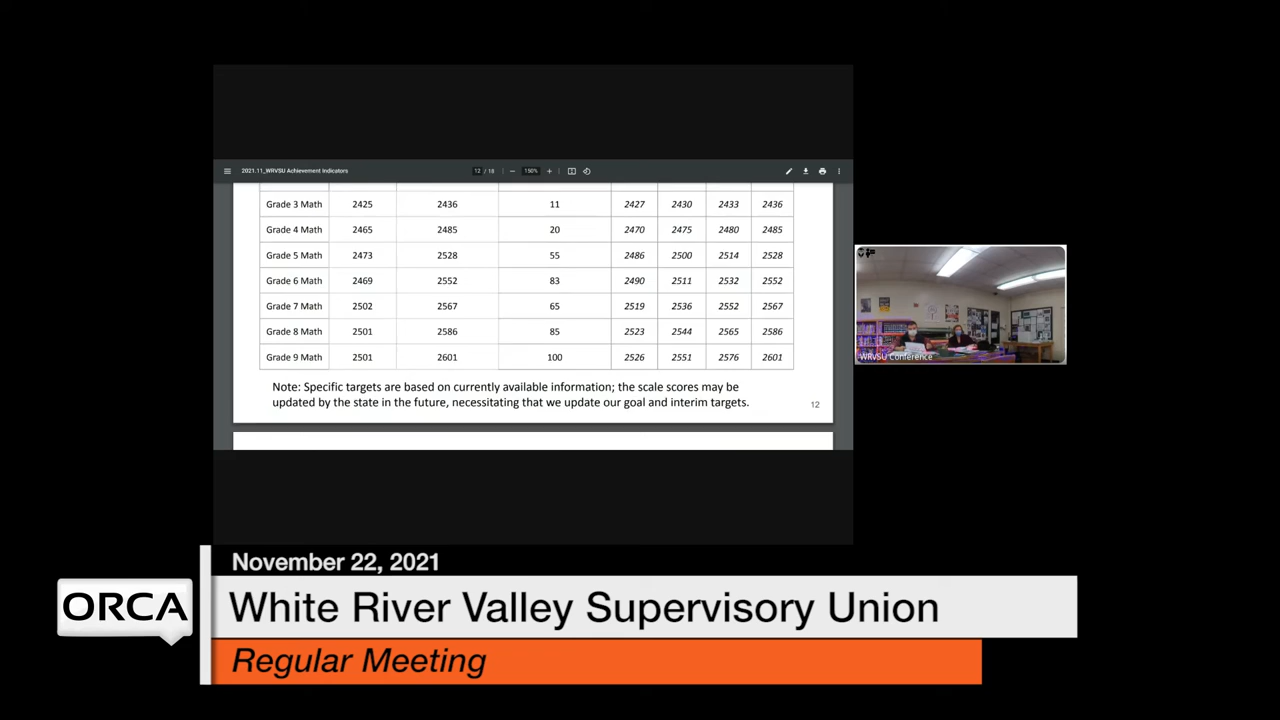 2021.11_WRVSU Achievement Indicators 12 / 18 150%
Grade 3 Math 2425 2436 11 2427 2430 2433 2436
Grade 4 Math 2465 2485 20 2470 2475 2480 2485
Grade 5 Math 2473 2528 55 2486 2500 2514 2528
Grade 6 Math 2469 2552 83 2490 2511 2532 2552
Grade 7 Math 2502 2567 65 2519 2536 2552 2567
Grade 8 Math 2501 2586 85 2523 2544 2565 2586
Grade 9 Math 2501 2601 100 2526 2551 2576 2601
Note: Specific targets are based on currently available information; the scale scores may be
updated by the state in the future, necessitating that we update our goal and interim targets.
12
WRVSU Conference
November 22, 2021
ORCA
White River Valley Supervisory Union
Regular Meeting